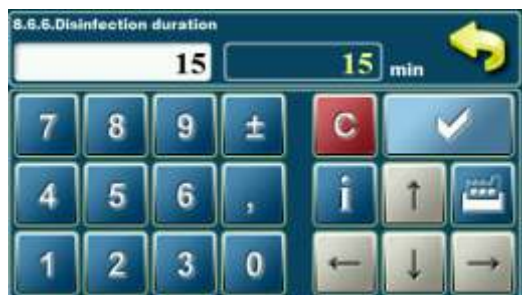 8.6.6.Disinfection duration
15 15 min
7 8 9 ± C
4 5 6 , i ↑
1 2 3 0 ← ↓ →